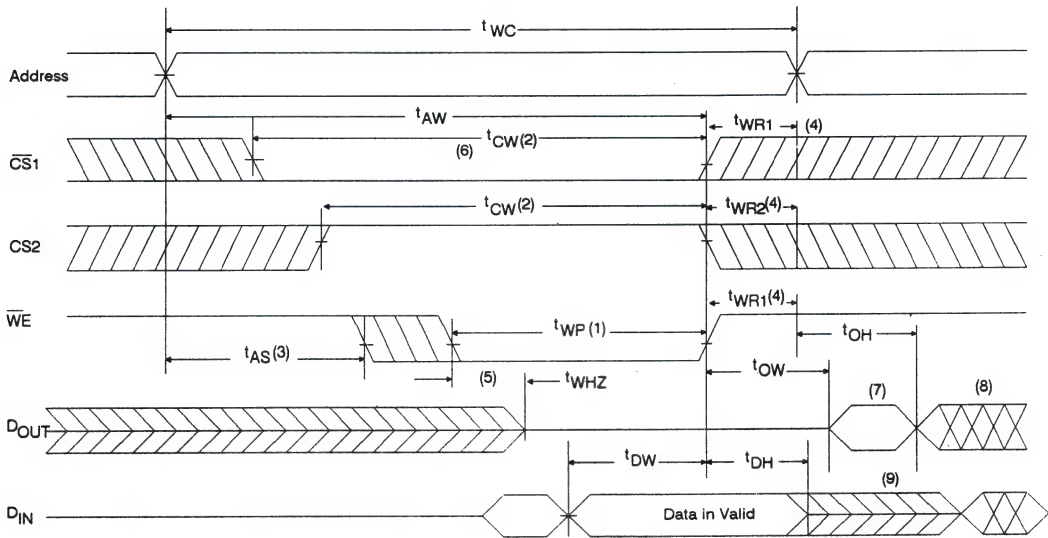 tWC
Address
tAW
tCW(2)
(6)
tWR1 (4)
CS1
tCW(2)
tWR2(4)
CS2
tWR1(4)
WE
tWP (1)
tOH
tAS(3)
tOW
(5)
tWHZ
(7)
(8)
DOUT
tDW
tDH
(9)
DIN
Data in Valid